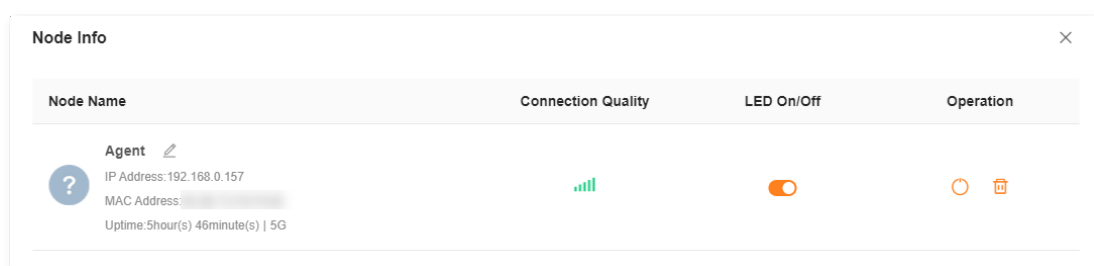 Node Info
Node Name Connection Quality LED On/Off Operation
Agent
?
IP Address:192.168.0.157
MAC Address:
Uptime:5hour(s) 46minute(s) | 5G